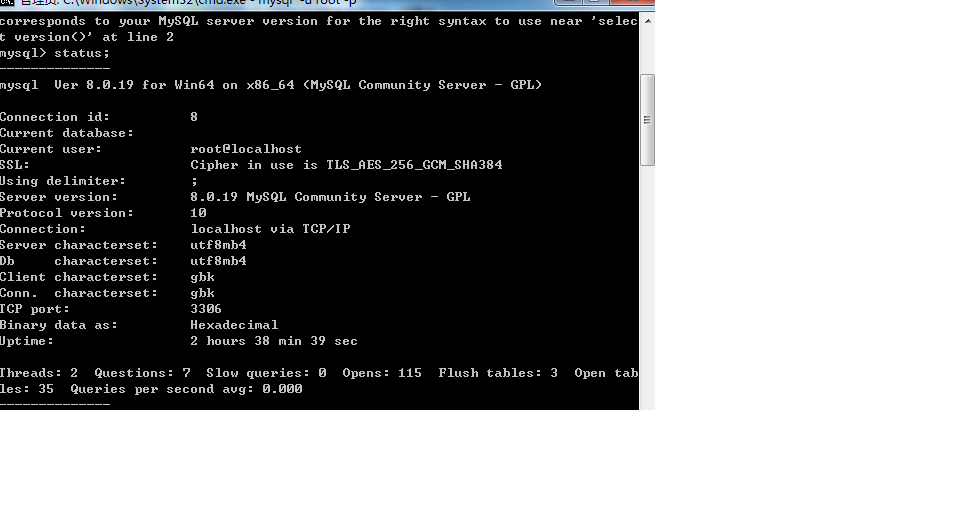 管理员: C:\Windows\System32\cmd.exe - mysql -u root -p
corresponds to your MySQL server version for the right syntax to use near 'selec
t version()' at line 2
mysql> status;
--------------
mysql  Ver 8.0.19 for Win64 on x86_64 (MySQL Community Server - GPL)
Connection id:          8
Current database:
Current user:           root@localhost
SSL:                    Cipher in use is TLS_AES_256_GCM_SHA384
Using delimiter:        ;
Server version:         8.0.19 MySQL Community Server - GPL
Protocol version:       10
Connection:             localhost via TCP/IP
Server characterset:    utf8mb4
Db     characterset:    utf8mb4
Client characterset:    gbk
Conn.  characterset:    gbk
TCP port:               3306
Binary data as:         Hexadecimal
Uptime:                 2 hours 38 min 39 sec
Threads: 2  Questions: 7  Slow queries: 0  Opens: 115  Flush tables: 3  Open tab
les: 35  Queries per second avg: 0.000
--------------